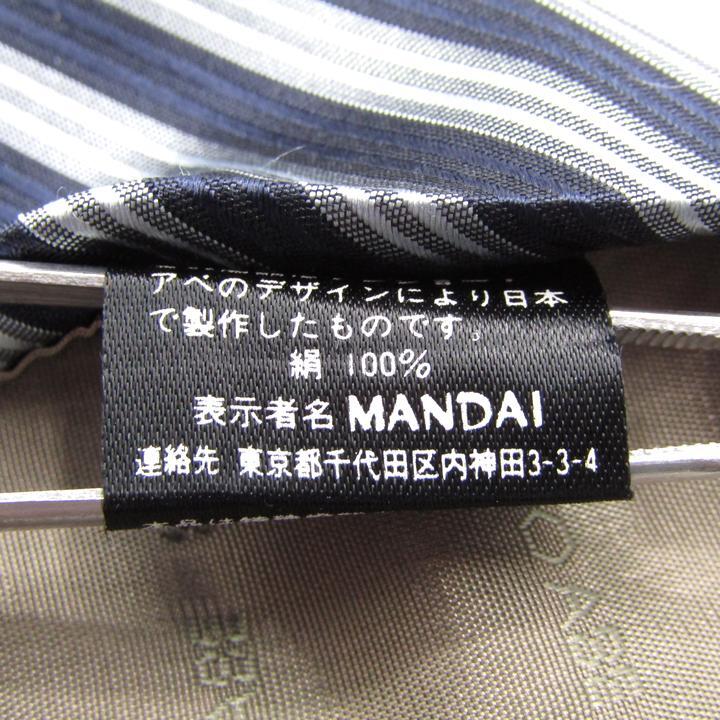 アペのデザインにより日本
で製作したものです。
絹 100%
表示者名 MANDAI
連絡先 東京都千代田区内神田3-3-4